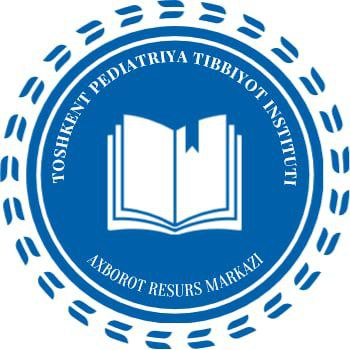 TOSHKENT PEDIATRIYA TIBBIYOT INSTITUTI
AXBOROT RESURS MARKAZI